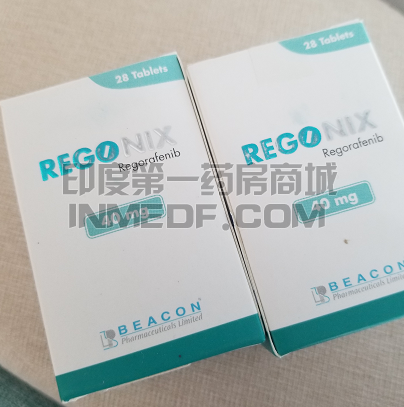 28 Tablets
REGONIX
Regorafenib
40 mg
BEACON
Pharmaceuticals Limited
28 Tablets
REGONIX
Regorafenib
40 mg
BEACON
Pharmaceuticals Limited
印度第一药房商城
INMEDF.COM